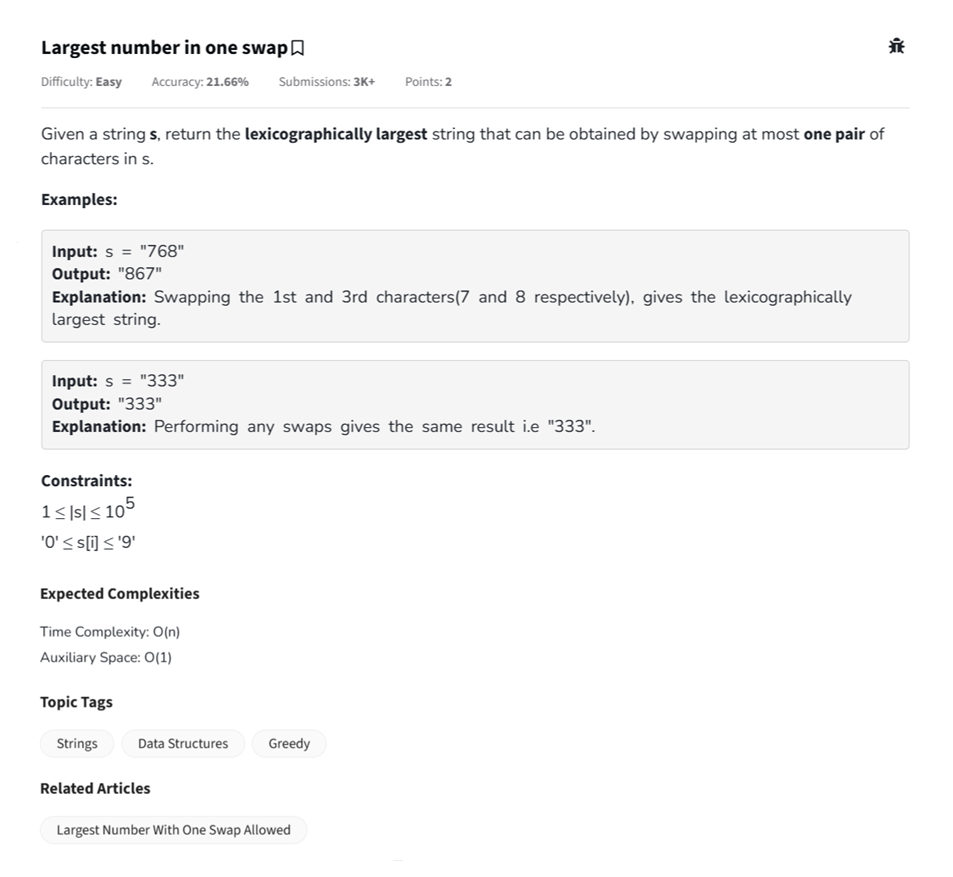 Largest number in one swap
Difficulty: Easy Accuracy: 21.66% Submissions: 3K+ Points: 2
Given a string s, return the lexicographically largest string that can be obtained by swapping at most one pair of
characters in s.
Examples:
Input: s = "768"
Output: "867"
Explanation: Swapping the 1st and 3rd characters(7 and 8 respectively), gives the lexicographically
largest string.
Input: s = "333"
Output: "333"
Explanation: Performing any swaps gives the same result i.e "333".
Constraints:
1 ≤ |s| ≤ 10^5
'0' ≤ s[i] ≤ '9'
Expected Complexities
Time Complexity: O(n)
Auxiliary Space: O(1)
Topic Tags
Strings Data Structures Greedy
Related Articles
Largest Number With One Swap Allowed